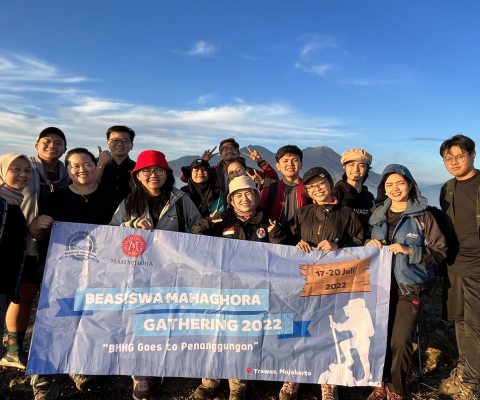 MAHAGHORA
17-20 Juli
2022
BEASISWA MAHAGHORA
GATHERING 2022
"BMHG Goes to Penanggungan"
Trawas, Mojokerto